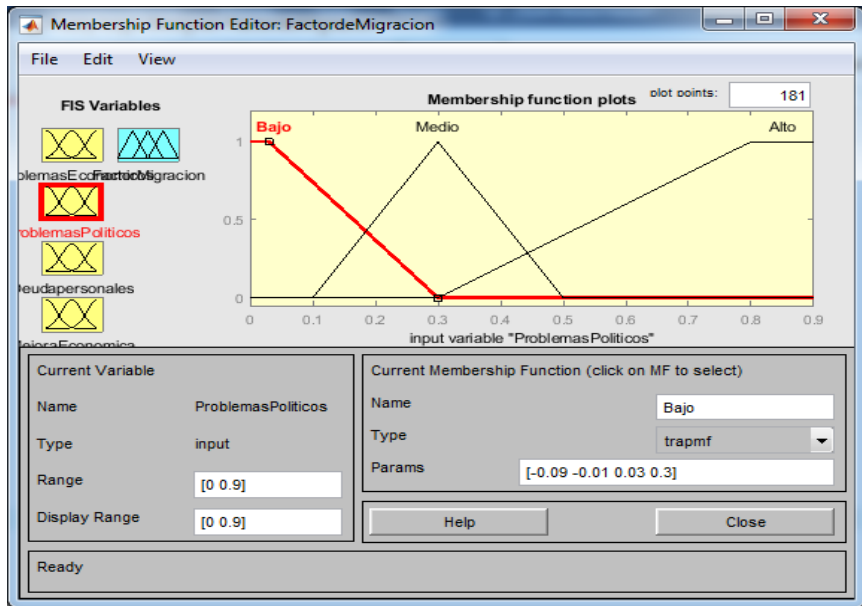 Membership Function Editor: FactordeMigracion
File Edit View
FIS Variables
Membership function plots
plot points:
181
FactordeMigracion
roblemasPoliticos
Deudapersonales
MejoraEconomica
Bajo Medio Alto
1
0.5
0
0 0.1 0.2 0.3 0.4 0.5 0.6 0.7 0.8 0.9
input variable "ProblemasPoliticos"
Current Variable
Name ProblemasPoliticos
Type input
Range [0 0.9]
Display Range [0 0.9]
Current Membership Function (click on MF to select)
Name Bajo
Type trapmf
Params [-0.09 -0.01 0.03 0.3]
Help Close
Ready